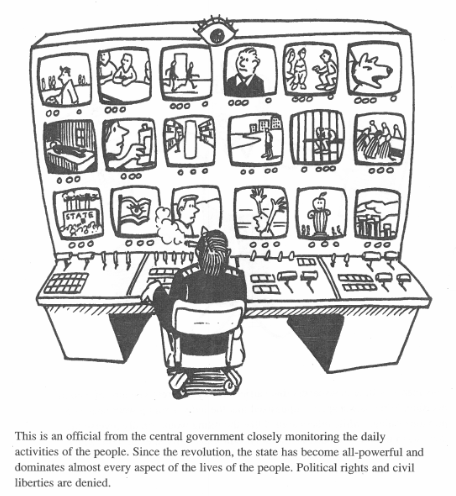 STATE
This is an official from the central government closely monitoring the daily
activities of the people. Since the revolution, the state has become all-powerful and
dominates almost every aspect of the lives of the people. Political rights and civil
liberties are denied.